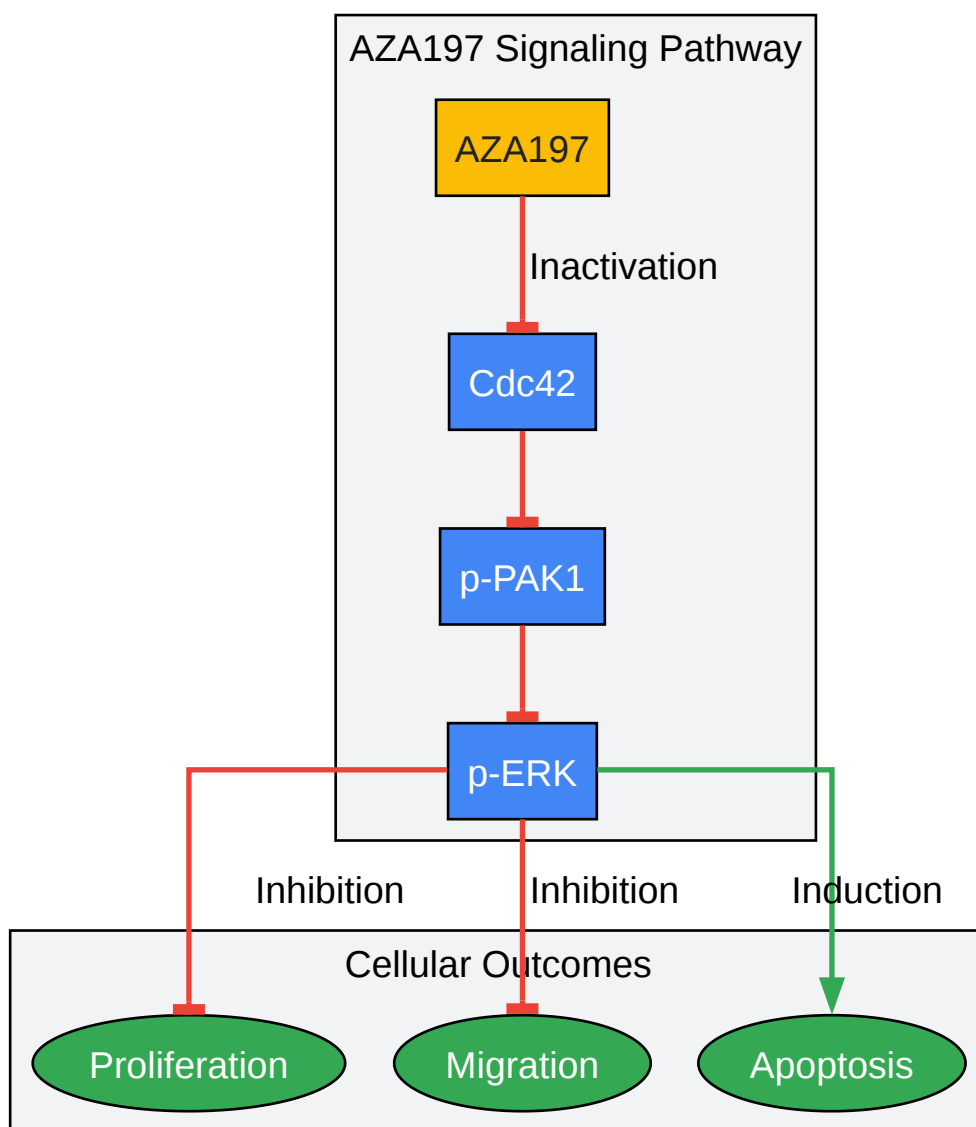 AZA197 Signaling Pathway
AZA197
Inactivation
Cdc42
p-PAK1
p-ERK
Inhibition
Inhibition
Induction
Cellular Outcomes
Proliferation
Migration
Apoptosis